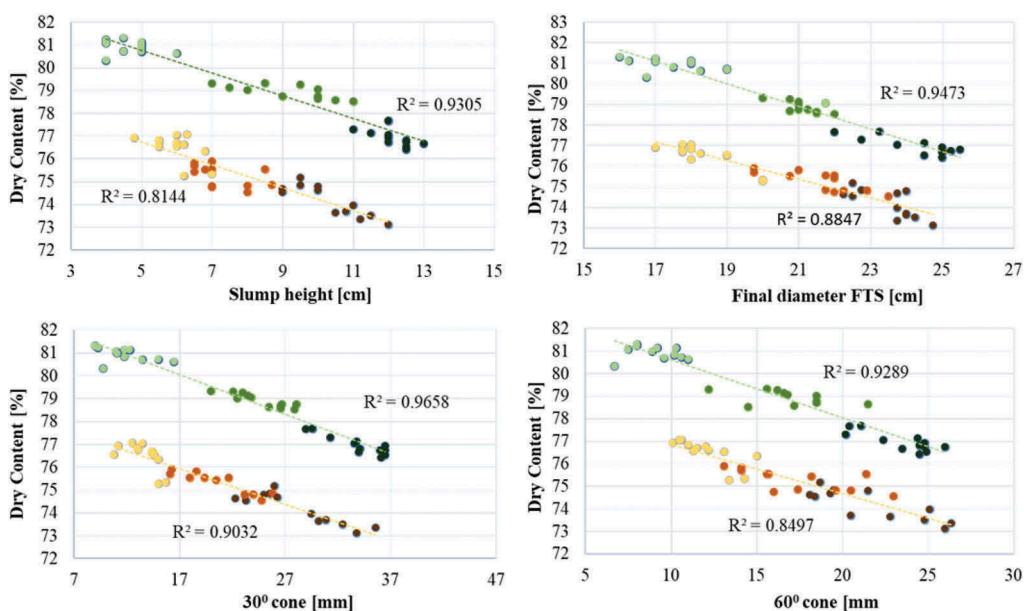 82
81
80
79
78
77
76
75
74
73
72
Dry Content [%]
R² = 0.9305
R² = 0.8144
3 5 7 9 11 13 15
Slump height [cm]
83
82
81
80
79
78
77
76
75
74
73
72
Dry Content [%]
R² = 0.9473
R² = 0.8847
15 17 19 21 23 25 27
Final diameter FTS [cm]
82
81
80
79
78
77
76
75
74
73
72
Dry Content [%]
R² = 0.9658
R² = 0.9032
7 17 27 37 47
30⁰ cone [mm]
82
81
80
79
78
77
76
75
74
73
72
Dry Content [%]
R² = 0.9289
R² = 0.8497
5 10 15 20 25 30
60⁰ cone [mm